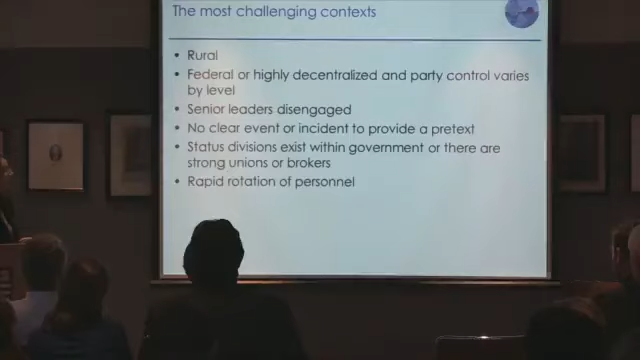 The most challenging contexts
• Rural
• Federal or highly decentralized and party control varies
by level
• Senior leaders disengaged
• No clear event or incident to provide a pretext
• Status divisions exist within government or there are
strong unions or brokers
• Rapid rotation of personnel